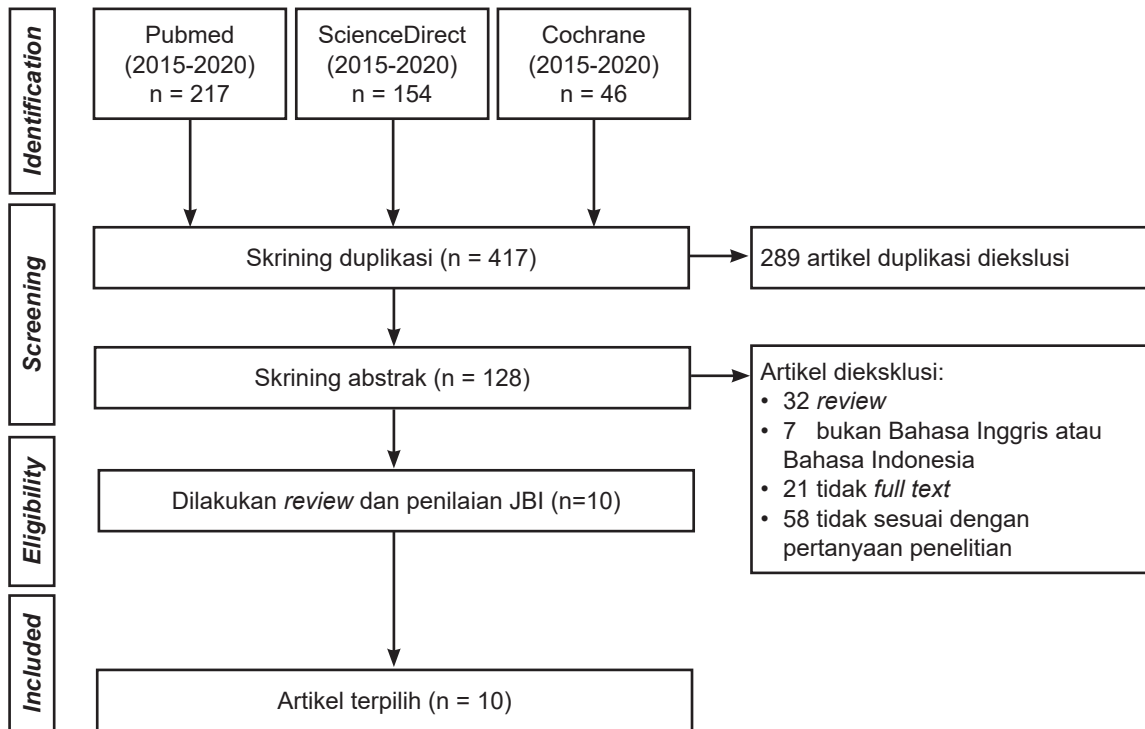 Identification
Pubmed
(2015-2020)
n = 217
ScienceDirect
(2015-2020)
n = 154
Cochrane
(2015-2020)
n = 46
Screening
Skrining duplikasi (n = 417)
289 artikel duplikasi diekslusi
Skrining abstrak (n = 128)
Artikel dieksklusi:
• 32 review
• 7 bukan Bahasa Inggris atau
Bahasa Indonesia
• 21 tidak full text
• 58 tidak sesuai dengan
pertanyaan penelitian
Eligibility
Dilakukan review dan penilaian JBI (n=10)
Included
Artikel terpilih (n = 10)